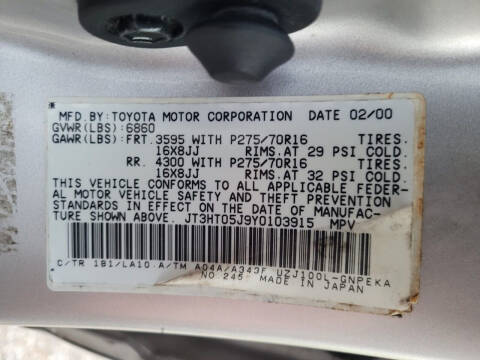 MFD.BY:TOYOTA MOTOR CORPORATION DATE 02/00
GVWR(LBS):6860
GAWR(LBS):FRT.3595 WITH P275/70R16 TIRES.
16X8JJ RIMS.AT 29 PSI COLD
RR. 4300 WITH P275/70R16 TIRES.
16X8JJ RIMS.AT 32 PSI COLD
THIS VEHICLE CONFORMS TO ALL APPLICABLE FEDER-
AL MOTOR VEHICLE SAFETY AND THEFT PREVENTION
STANDARDS IN EFFECT ON THE DATE OF MANUFAC-
TURE SHOWN ABOVE. JT3HT05J9Y0103915 MPV
C/TR 1B1/LA10 A/TM A04A/A343F UZJ100L-GNPEKA
NO 245 MADE IN JAPAN